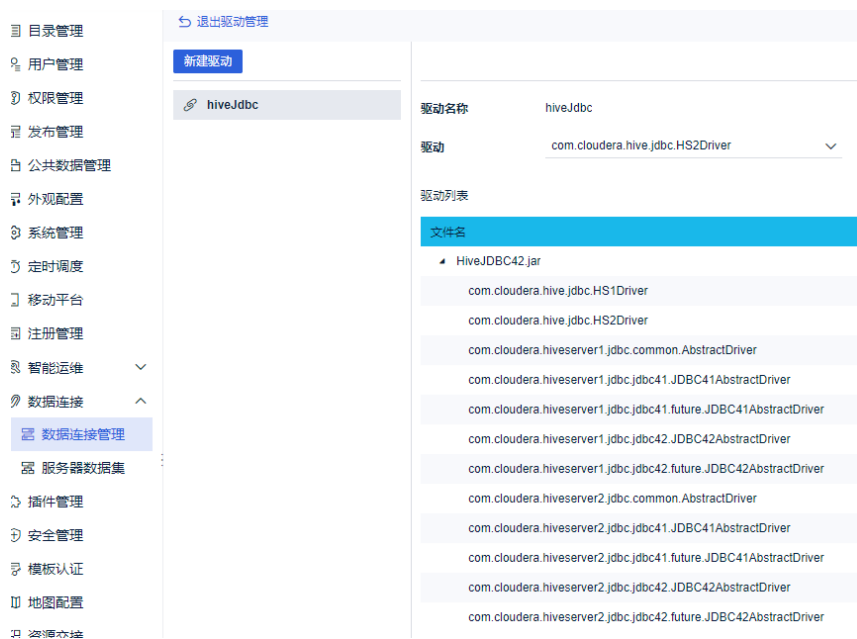 目录管理
用户管理
权限管理
发布管理
公共数据管理
外观配置
系统管理
定时调度
移动平台
注册管理
智能运维
数据连接
数据连接管理
服务器数据集
插件管理
安全管理
模板认证
地图配置
资源交接
退出驱动管理
新建驱动
hiveJdbc
驱动名称 hiveJdbc
驱动 com.cloudera.hive.jdbc.HS2Driver
驱动列表
文件名
HiveJDBC42.jar
com.cloudera.hive.jdbc.HS1Driver
com.cloudera.hive.jdbc.HS2Driver
com.cloudera.hiveserver1.jdbc.common.AbstractDriver
com.cloudera.hiveserver1.jdbc.jdbc41.JDBC41AbstractDriver
com.cloudera.hiveserver1.jdbc.jdbc41.future.JDBC41AbstractDriver
com.cloudera.hiveserver1.jdbc.jdbc42.JDBC42AbstractDriver
com.cloudera.hiveserver1.jdbc.jdbc42.future.JDBC42AbstractDriver
com.cloudera.hiveserver2.jdbc.common.AbstractDriver
com.cloudera.hiveserver2.jdbc.jdbc41.JDBC41AbstractDriver
com.cloudera.hiveserver2.jdbc.jdbc41.future.JDBC41AbstractDriver
com.cloudera.hiveserver2.jdbc.jdbc42.JDBC42AbstractDriver
com.cloudera.hiveserver2.jdbc.jdbc42.future.JDBC42AbstractDriver